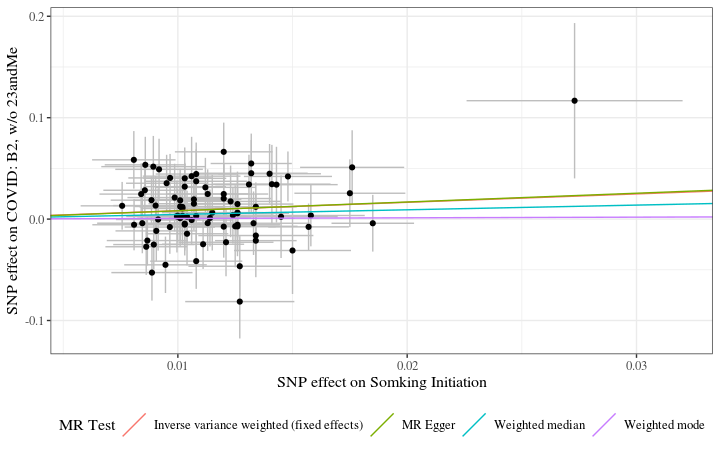 SNP effect on COVID: B2, w/o 23andMe
0.2
0.1
0.0
-0.1
0.01
0.02
0.03
SNP effect on Somking Initiation
MR Test
Inverse variance weighted (fixed effects)
MR Egger
Weighted median
Weighted mode